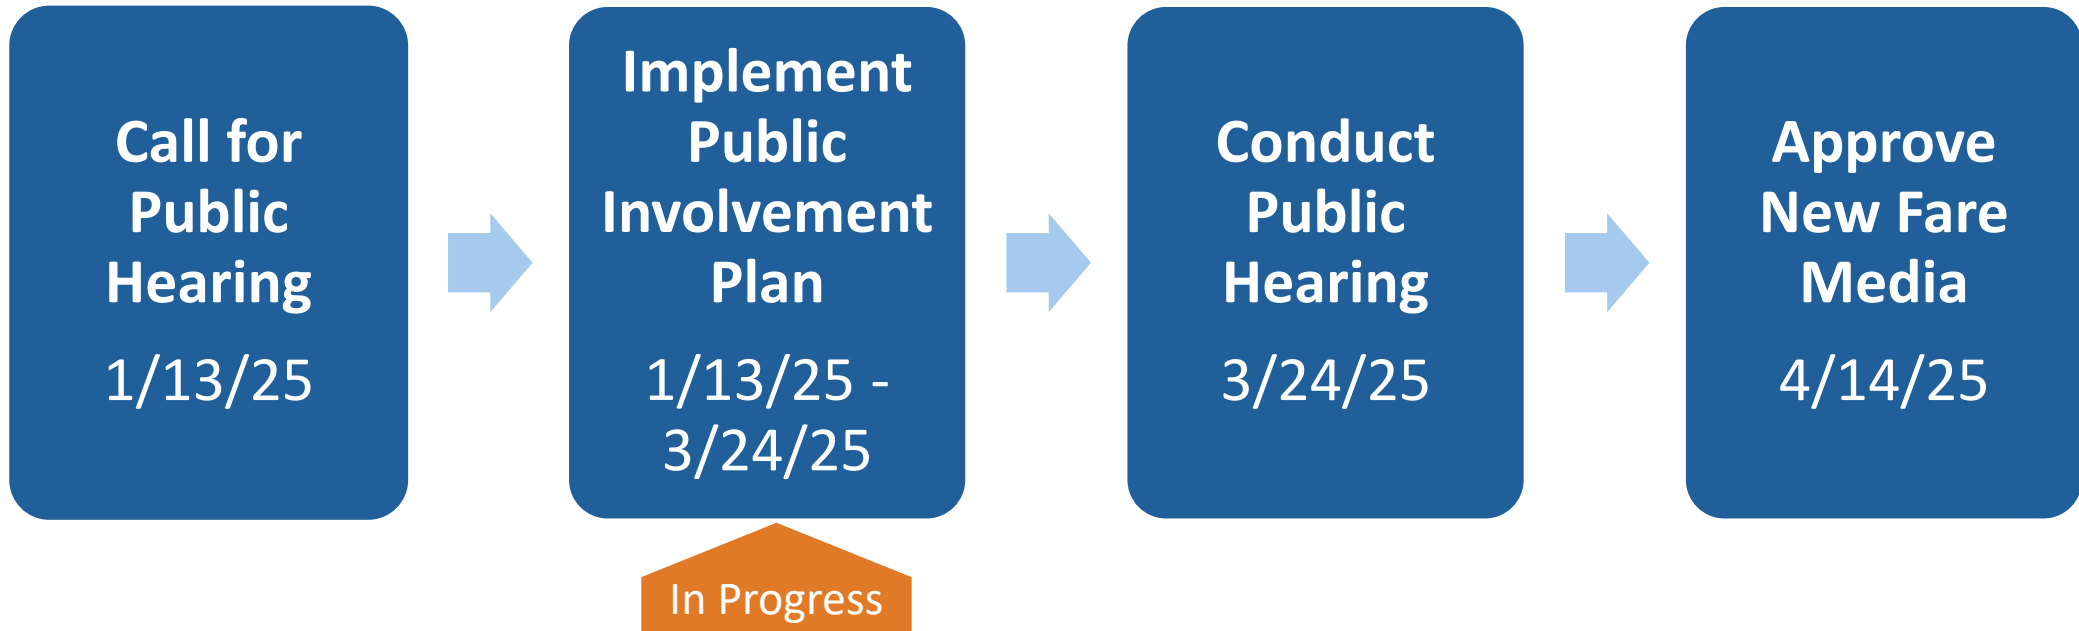 Call for
Public
Hearing
1/13/25
Implement
Public
Involvement
Plan
1/13/25 -
3/24/25
In Progress
Conduct
Public
Hearing
3/24/25
Approve
New Fare
Media
4/14/25